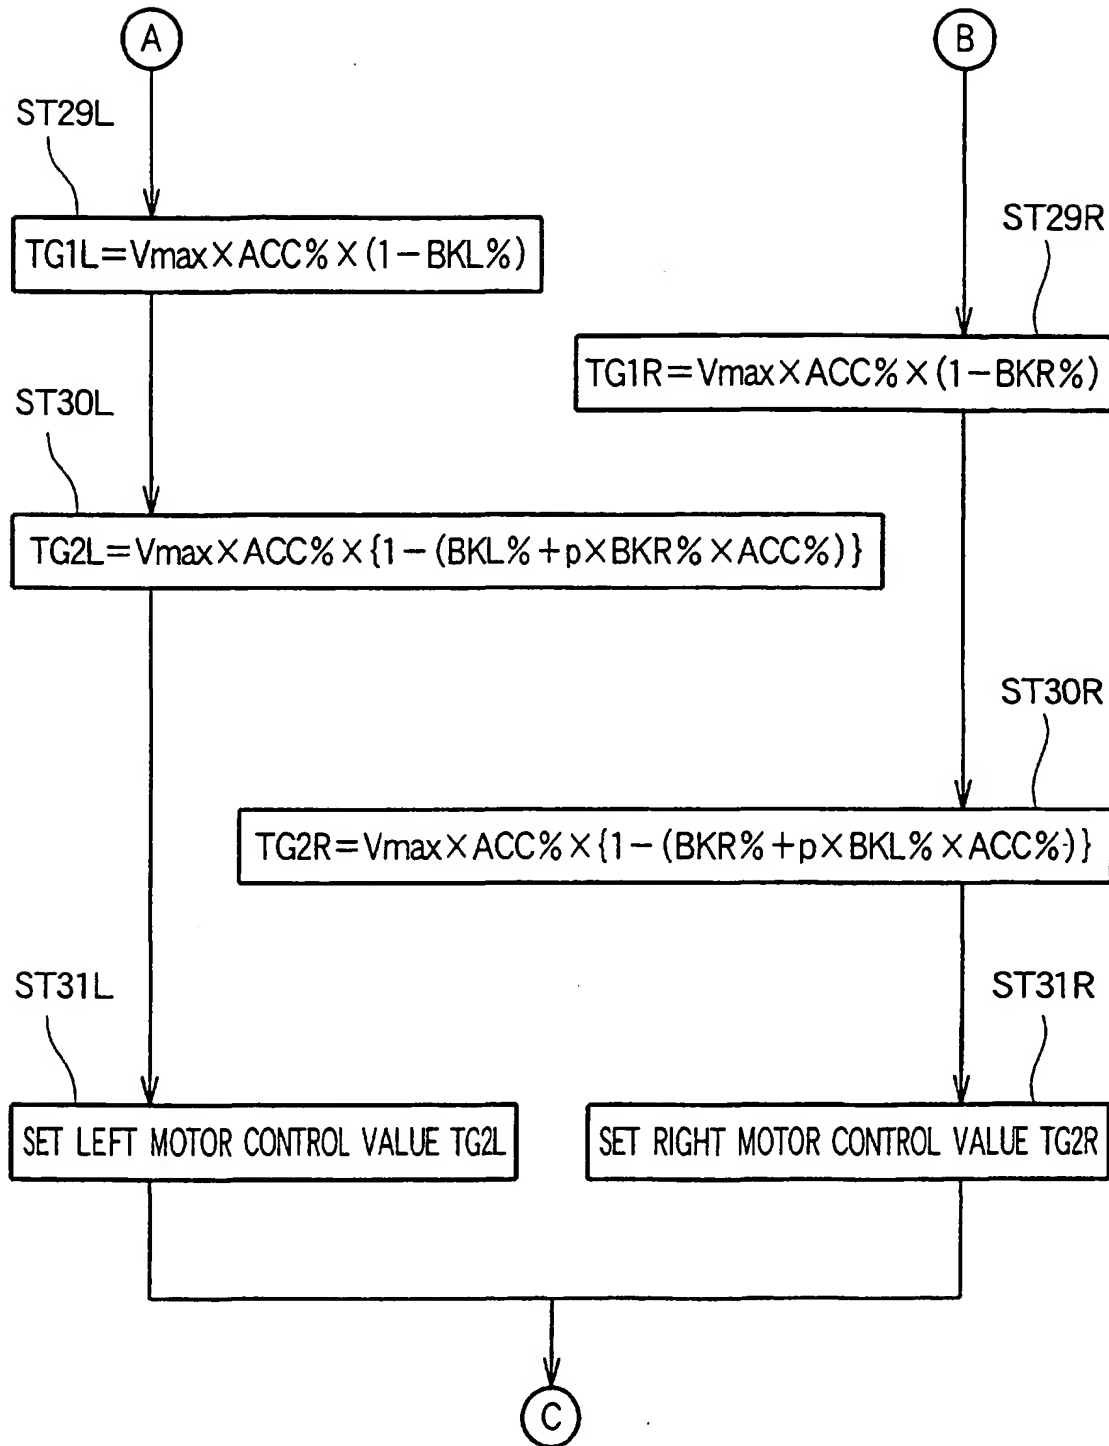 A
B
ST29L
TG1L=Vmax×ACC%×(1-BKL%)
ST29R
TG1R=Vmax×ACC%×(1-BKR%)
ST30L
TG2L=Vmax×ACC%×{1-(BKL%+p×BKR%×ACC%)}
ST30R
TG2R=Vmax×ACC%×{1-(BKR%+p×BKL%×ACC%)}
ST31L
ST31R
SET LEFT MOTOR CONTROL VALUE TG2L
SET RIGHT MOTOR CONTROL VALUE TG2R
C